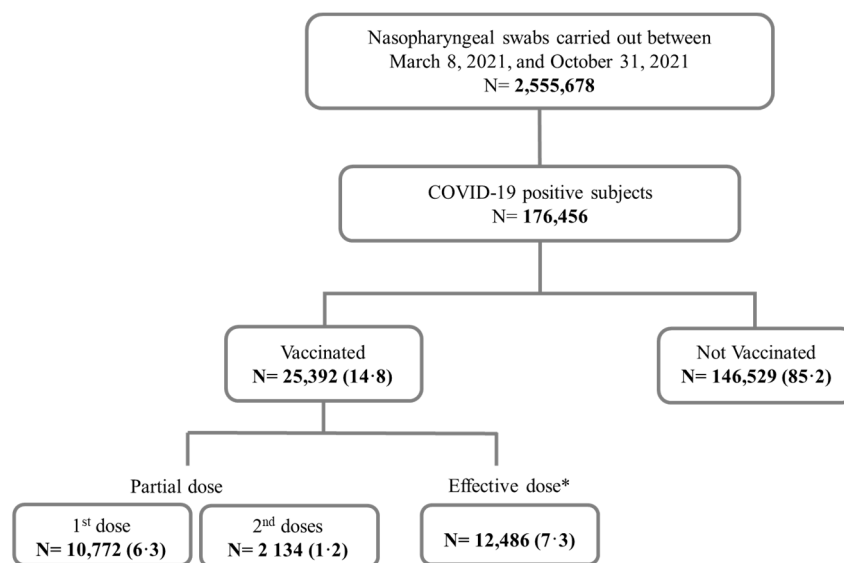 Nasopharyngeal swabs carried out between
March 8, 2021, and October 31, 2021
N= 2,555,678
COVID-19 positive subjects
N= 176,456
Vaccinated
N= 25,392 (14·8)
Not Vaccinated
N= 146,529 (85·2)
Partial dose
Effective dose*
1st dose
N= 10,772 (6·3)
2nd doses
N= 2 134 (1·2)
N= 12,486 (7·3)